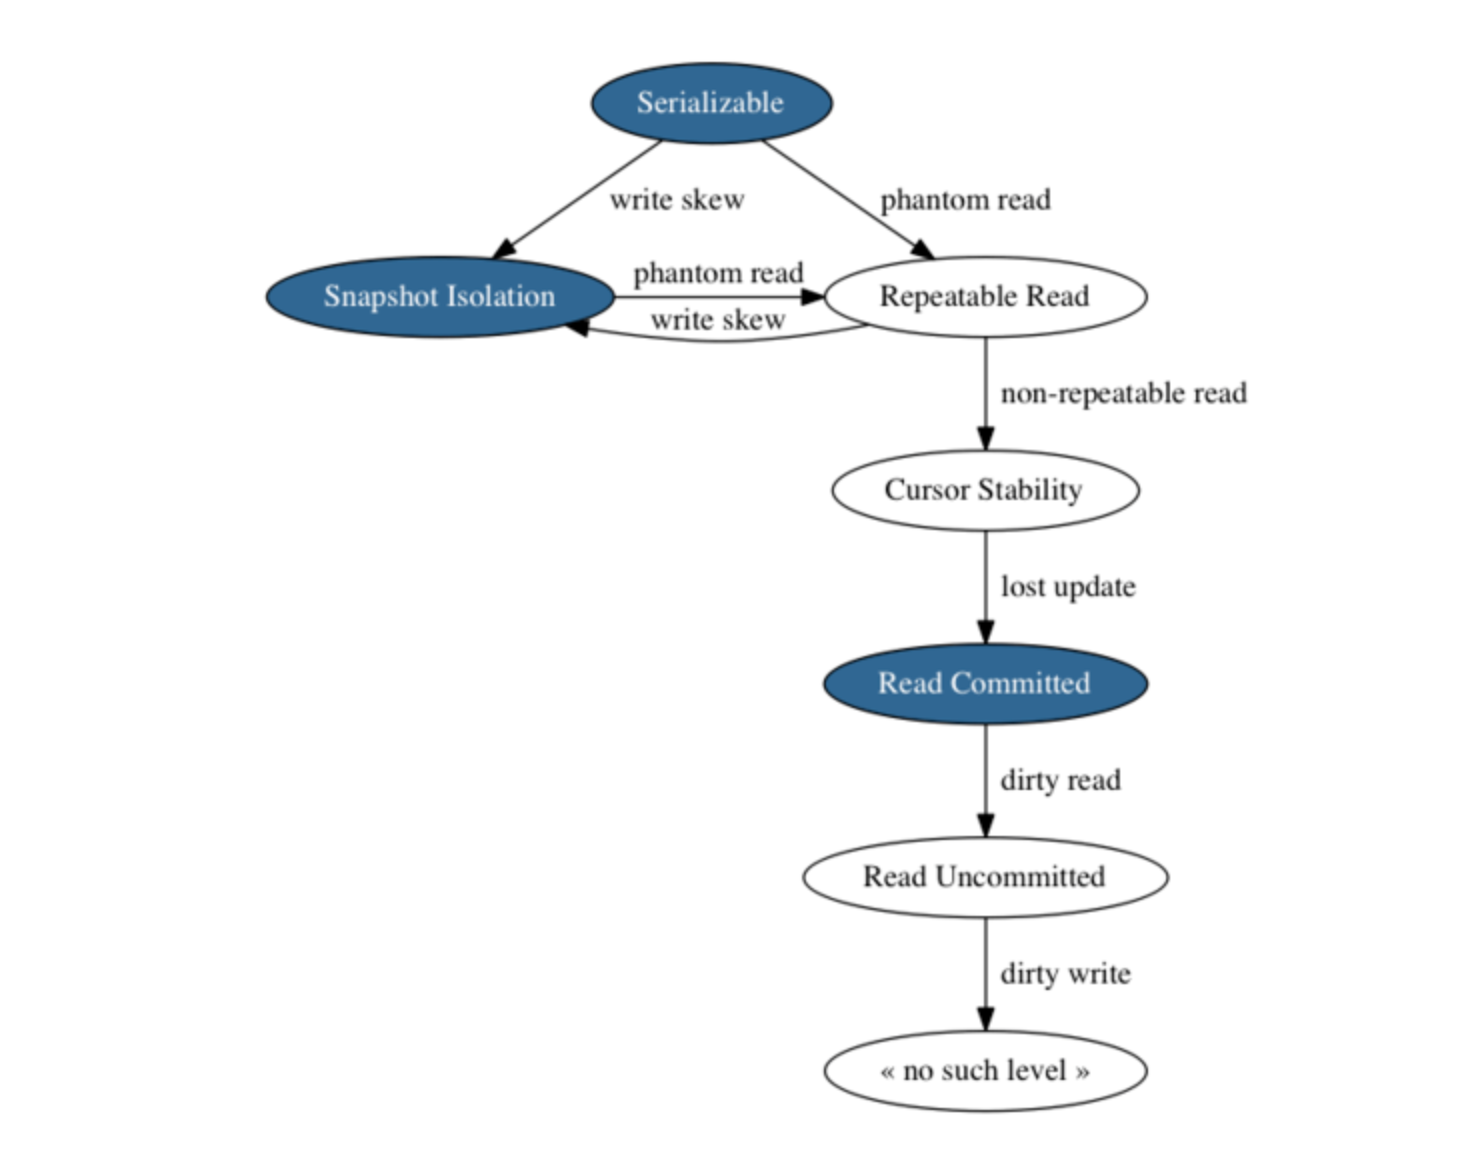 Serializable
write skew
phantom read
Snapshot Isolation
phantom read
Repeatable Read
write skew
non-repeatable read
Cursor Stability
lost update
Read Committed
dirty read
Read Uncommitted
dirty write
« no such level »